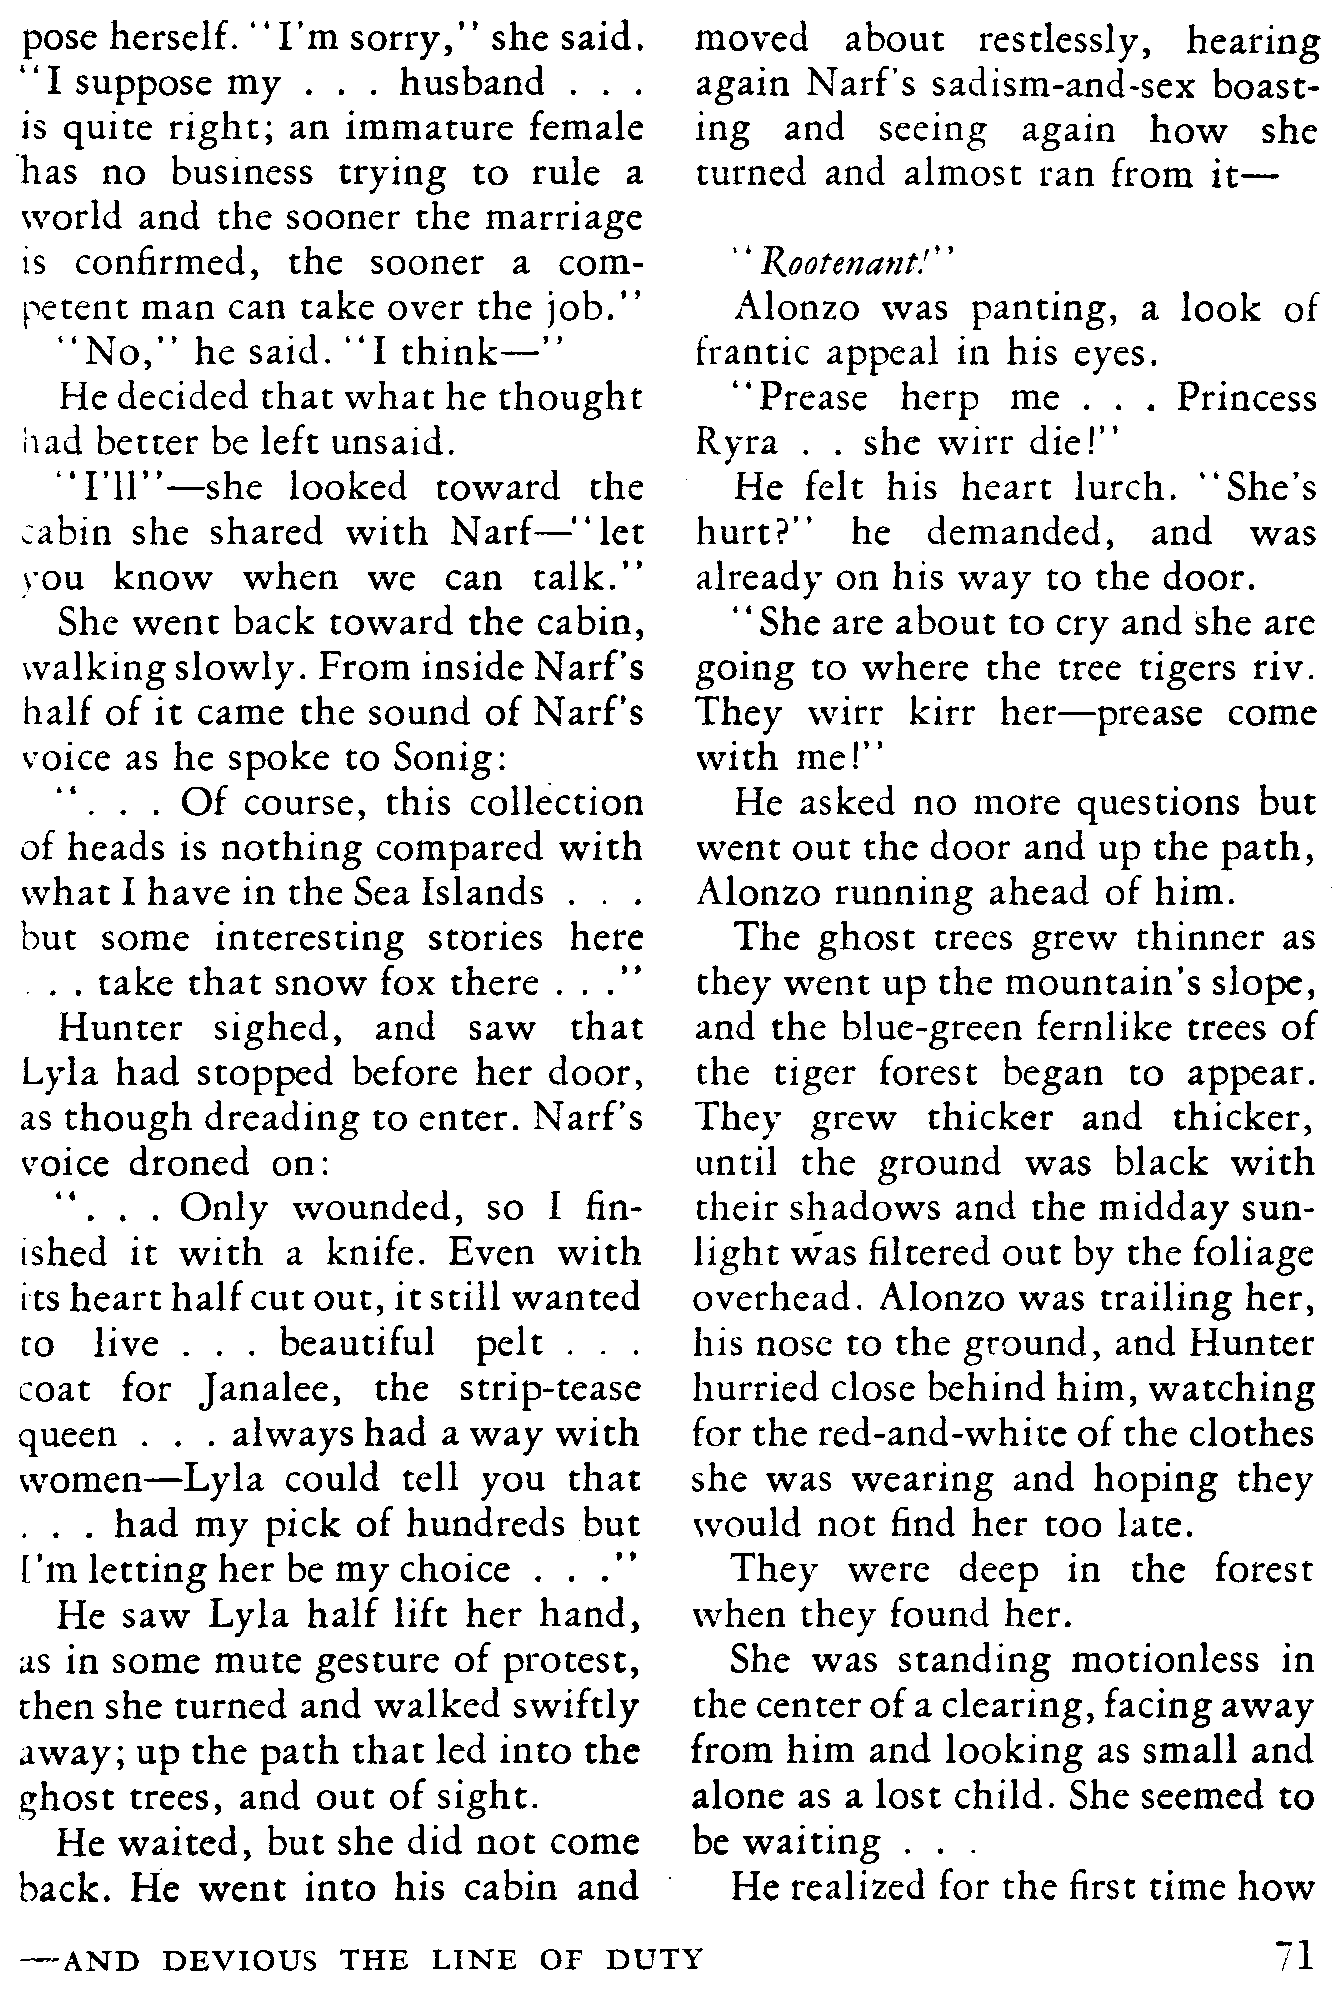 pose herself. "I'm sorry," she said.
"I suppose my . . . husband . . .
is quite right; an immature female
has no business trying to rule a
world and the sooner the marriage
is confirmed, the sooner a com-
petent man can take over the job."
"No," he said. "I think—"
He decided that what he thought
had better be left unsaid.
"I'll"—she looked toward the
cabin she shared with Narf—"let
you know when we can talk."
She went back toward the cabin,
walking slowly. From inside Narf's
half of it came the sound of Narf's
voice as he spoke to Sonig:
". . . Of course, this collection
of heads is nothing compared with
what I have in the Sea Islands . . .
but some interesting stories here
. . . take that snow fox there . . ."
Hunter sighed, and saw that
Lyla had stopped before her door,
as though dreading to enter. Narf's
voice droned on:
". . . Only wounded, so I fin-
ished it with a knife. Even with
its heart half cut out, it still wanted
to live . . . beautiful pelt . . .
coat for Janalee, the strip-tease
queen . . . always had a way with
women—Lyla could tell you that
. . . had my pick of hundreds but
I'm letting her be my choice . . ."
He saw Lyla half lift her hand,
as in some mute gesture of protest,
then she turned and walked swiftly
away; up the path that led into the
ghost trees, and out of sight.
He waited, but she did not come
back. He went into his cabin and
moved about restlessly, hearing
again Narf's sadism-and-sex boast-
ing and seeing again how she
turned and almost ran from it—
"Rootenant!"
Alonzo was panting, a look of
frantic appeal in his eyes.
"Prease herp me . . . Princess
Ryra . . she wirr die!"
He felt his heart lurch. "She's
hurt?" he demanded, and was
already on his way to the door.
"She are about to cry and she are
going to where the tree tigers riv.
They wirr kirr her—prease come
with me!"
He asked no more questions but
went out the door and up the path,
Alonzo running ahead of him.
The ghost trees grew thinner as
they went up the mountain's slope,
and the blue-green fernlike trees of
the tiger forest began to appear.
They grew thicker and thicker,
until the ground was black with
their shadows and the midday sun-
light was filtered out by the foliage
overhead. Alonzo was trailing her,
his nose to the ground, and Hunter
hurried close behind him, watching
for the red-and-white of the clothes
she was wearing and hoping they
would not find her too late.
They were deep in the forest
when they found her.
She was standing motionless in
the center of a clearing, facing away
from him and looking as small and
alone as a lost child. She seemed to
be waiting . . .
He realized for the first time how
—AND DEVIOUS THE LINE OF DUTY
71